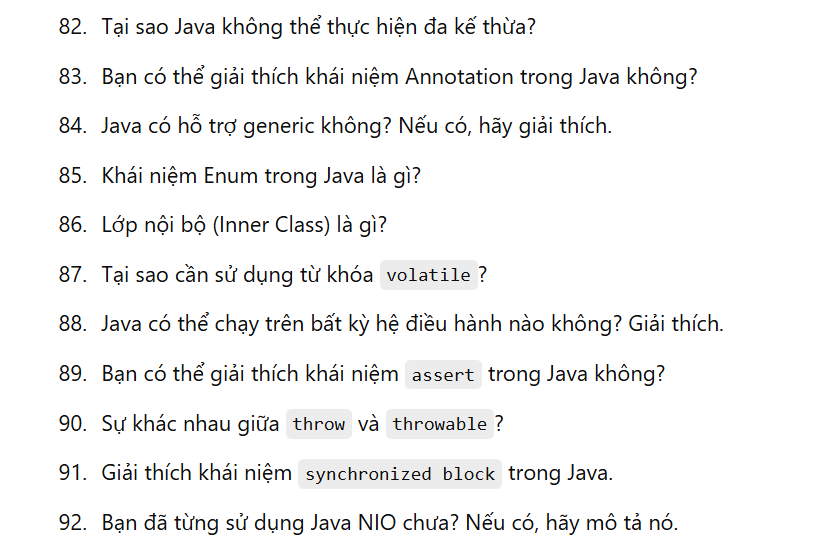 82. Tại sao Java không thể thực hiện đa kế thừa?
83. Bạn có thể giải thích khái niệm Annotation trong Java không?
84. Java có hỗ trợ generic không? Nếu có, hãy giải thích.
85. Khái niệm Enum trong Java là gì?
86. Lớp nội bộ (Inner Class) là gì?
87. Tại sao cần sử dụng từ khóa volatile?
88. Java có thể chạy trên bất kỳ hệ điều hành nào không? Giải thích.
89. Bạn có thể giải thích khái niệm assert trong Java không?
90. Sự khác nhau giữa throw và throwable?
91. Giải thích khái niệm synchronized block trong Java.
92. Bạn đã từng sử dụng Java NIO chưa? Nếu có, hãy mô tả nó.